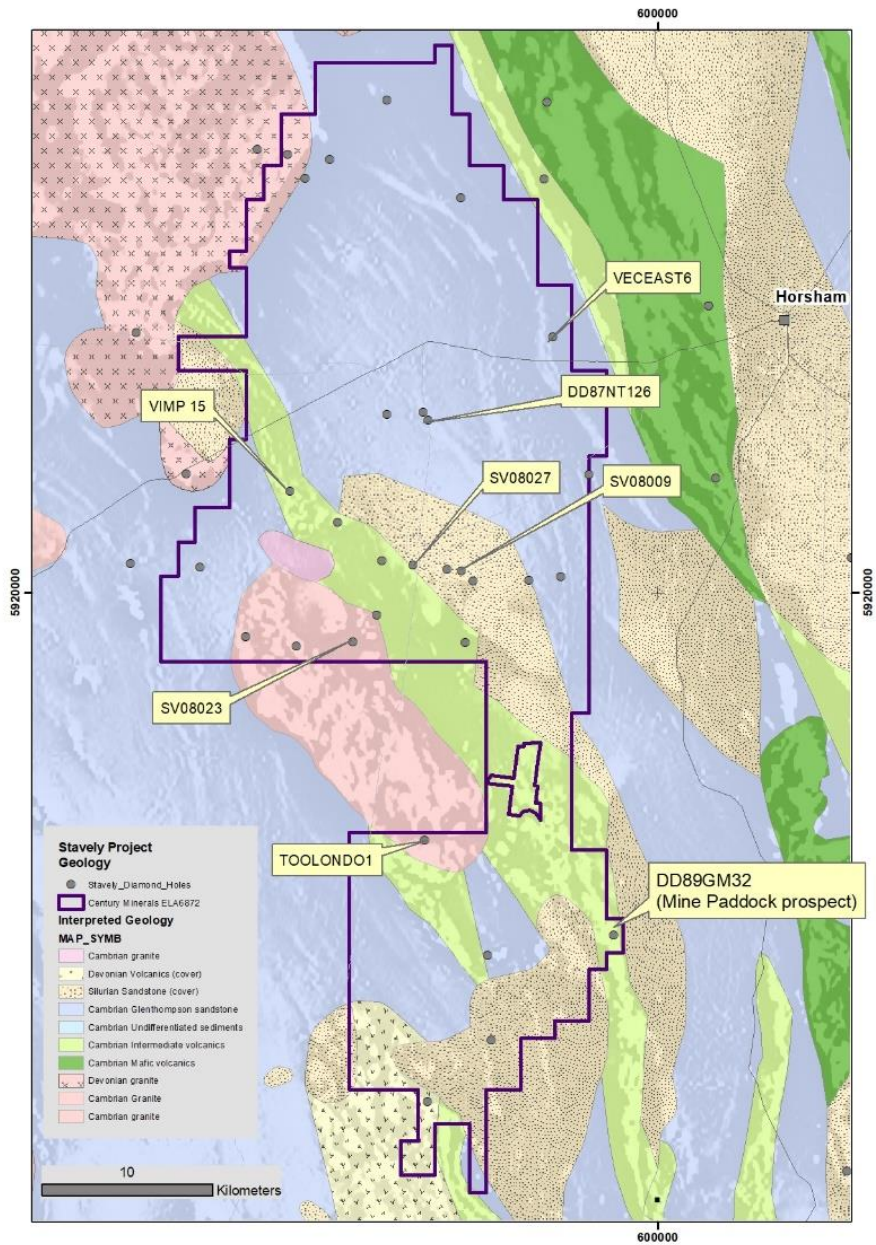 600000
Horsham
VECEAST6
DD87NT126
VIMP 15
SV08027
SV08009
5920000
5920000
SV08023
TOOLONDO1
DD89GM32
(Mine Paddock prospect)
Stavely Project
Geology
Stavely_Diamond_Holes
Century Minerals ELA6872
Interpreted Geology
MAP_SYMB
Cambrian granite
Devonian Volcanics (cover)
Silurian Sandstone (cover)
Cambrian Glenthompson sandstone
Cambrian Undifferentiated sediments
Cambrian Intermediate volcanics
Cambrian Mafic volcanics
Devonian granite
Cambrian Granite
Cambrian granite
10
Kilometers
600000